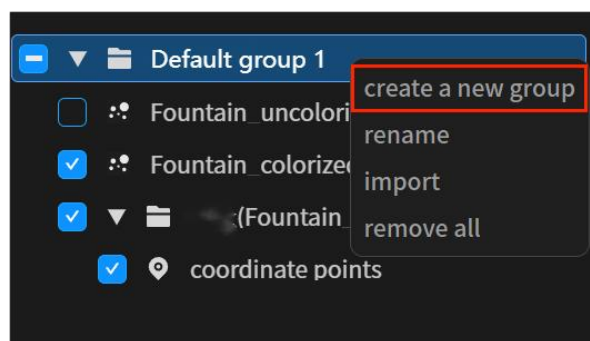 Default group 1
create a new group
Fountain_uncolori
rename
Fountain_colorized
import
(Fountain_
remove all
coordinate points